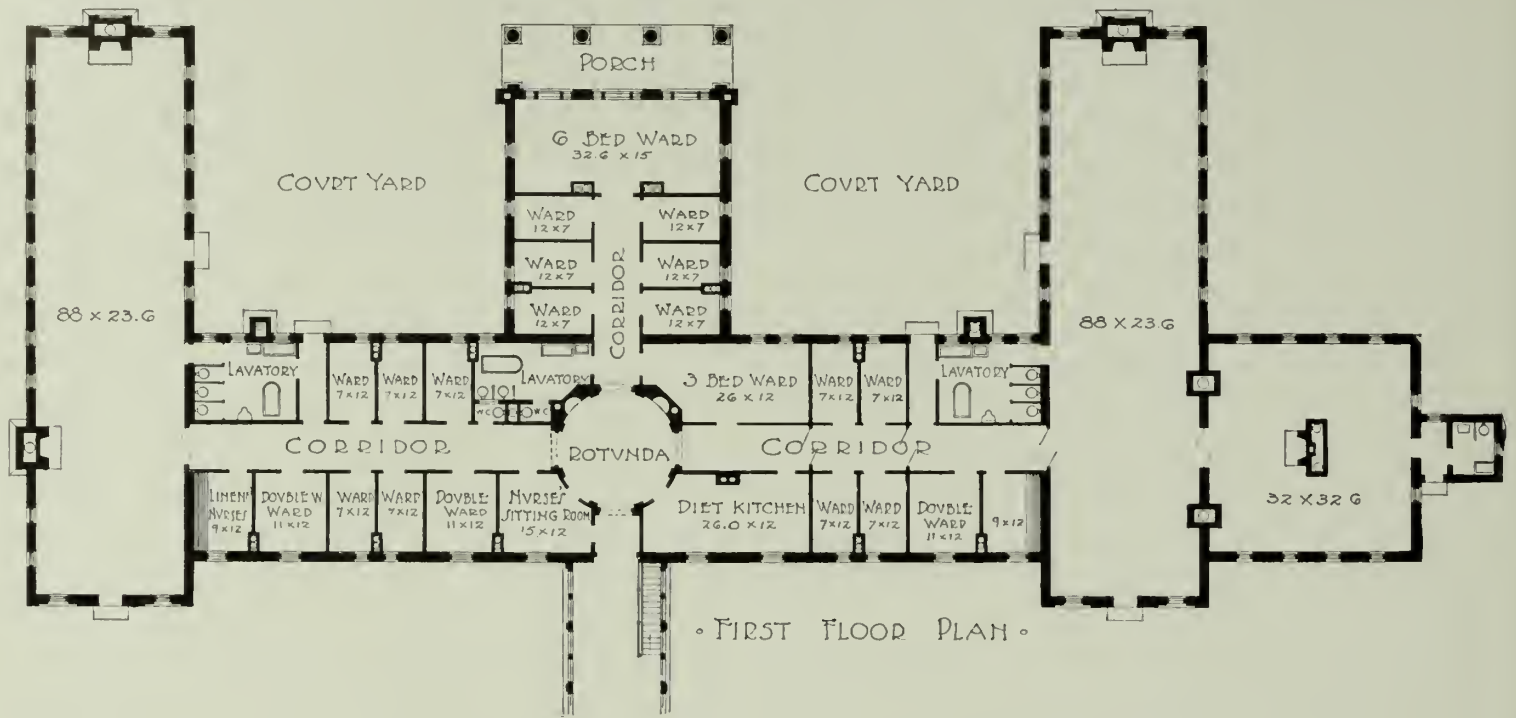 PORCH
6 BED WARD
32.6 x 15
COVRT YARD
COVRT YARD
WARD
12x7
WARD
12x7
WARD
12x7
WARD
12x7
WARD
12x7
WARD
12x7
CORRIDOR
88 x 23.6
88 x 23.6
LAVATORY
WARD
7x12
WARD
7x12
WARD
7x12
LAVATORY
WC
WC
3 BED WARD
26 x 12
WARD
7x12
WARD
7x12
LAVATORY
CORRIDOR
ROTVNDA
CORRIDOR
LINEN
NVRSES
9x12
DOVBLE W
WARD
11x12
WARD
7x12
WARD
7x12
DOVBLE
WARD
11x12
NVRSE'S
SITTING ROOM
15x12
DIET KITCHEN
26.0 x 12
WARD
7x12
WARD
7x12
DOVBLE
WARD
11x12
9x12
32 x 32 6
• FIRST FLOOR PLAN •